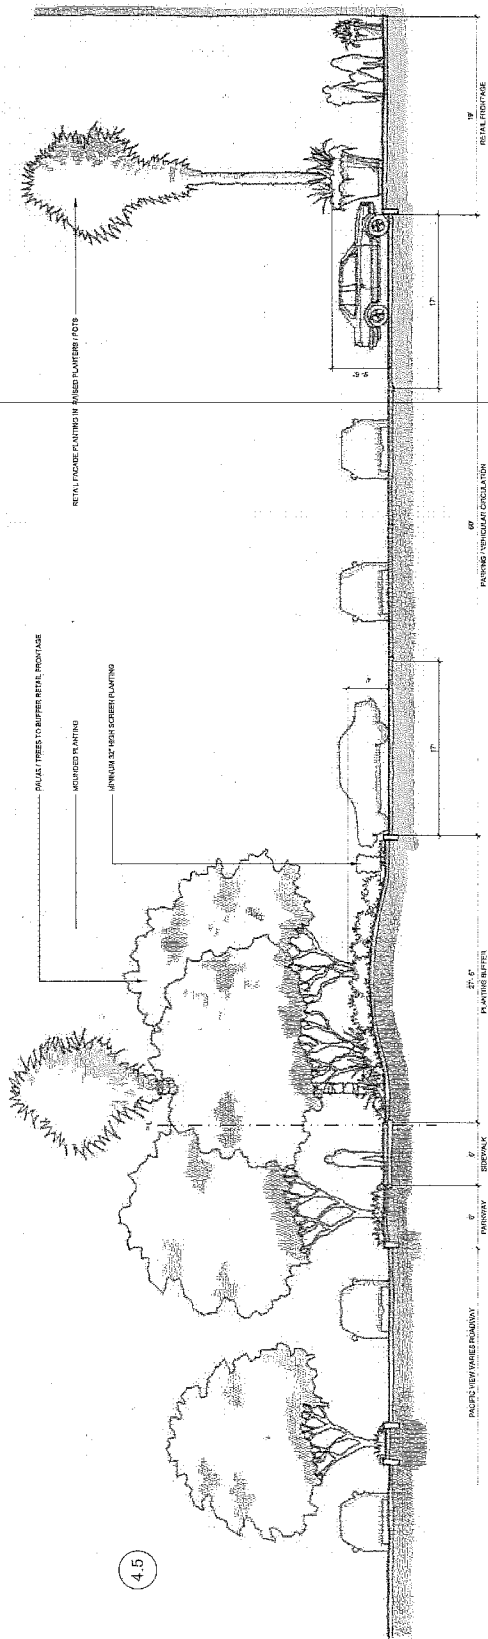 4.5
PALMS / TREES TO BUFFER RETAIL FRONTAGE
MOUNDED PLANTING
MINIMUM 32" HIGH SCREEN PLANTING
RETAIL FACADE PLANTING IN RAISED PLANTERS / POTS
17'
17'
PACIFIC VIEW VARIES ROADWAY
6'
PARKWAY
6'
SIDEWALK
27'-6"
PLANTING BUFFER
60'
PARKING / VEHICULAR CIRCULATION
19'
RETAIL FRONTAGE